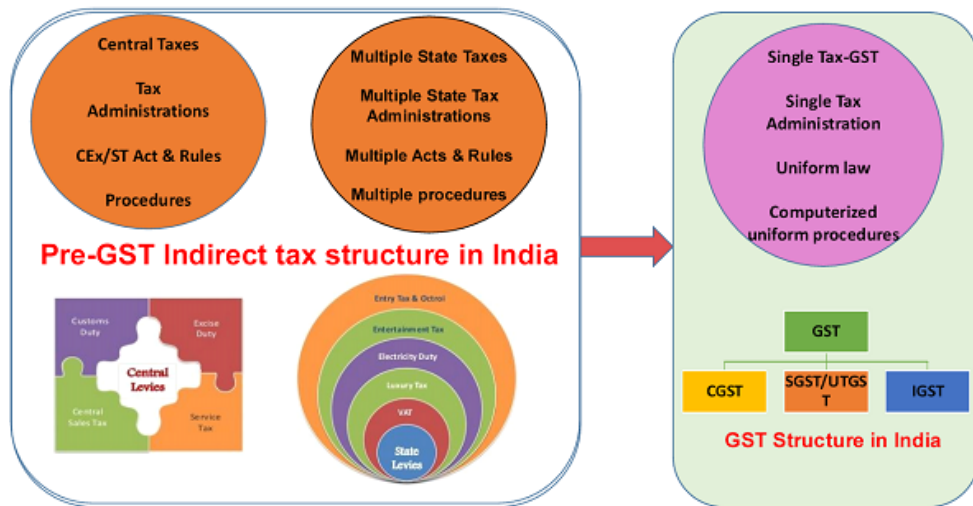 Central Taxes
Tax
Administrations
CEx/ST Act & Rules
Procedures
Multiple State Taxes
Multiple State Tax
Administrations
Multiple Acts & Rules
Multiple procedures
Pre-GST Indirect tax structure in India
Customs
Duty
Excise
Duty
Central
Levies
Central
Sales Tax
Service
Tax
Entry Tax & Octroi
Entertainment Tax
Electricity Duty
Luxury Tax
VAT
State
Levies
Single Tax-GST
Single Tax
Administration
Uniform law
Computerized
uniform procedures
GST
CGST
SGST/UTGS
T
IGST
GST Structure in India